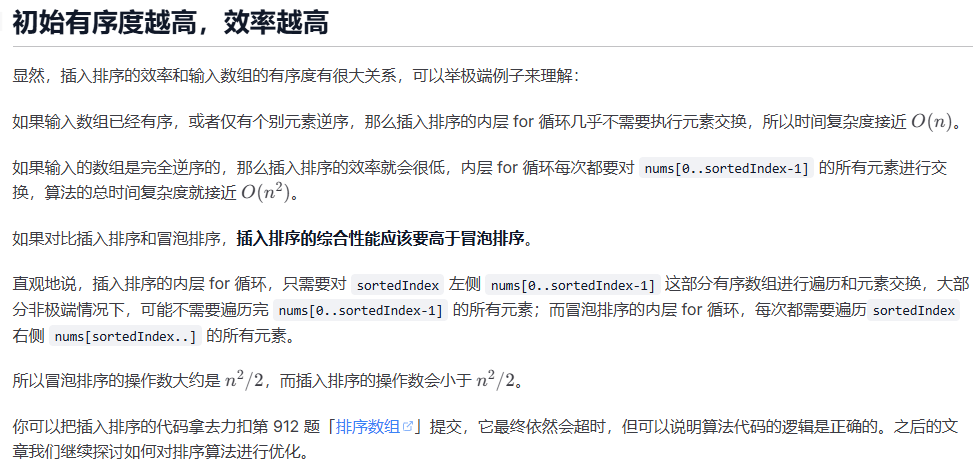 初始有序度越高，效率越高
显然，插入排序的效率和输入数组的有序度有很大关系，可以举极端例子来理解：
如果输入数组已经有序，或者仅有个别元素逆序，那么插入排序的内层 for 循环几乎不需要执行元素交换，所以时间复杂度接近 O(n)。
如果输入的数组是完全逆序的，那么插入排序的效率就会很低，内层 for 循环每次都要对 nums[0..sortedIndex-1] 的所有元素进行交
换，算法的总时间复杂度就接近 O(n²)。
如果对比插入排序和冒泡排序，插入排序的综合性能应该要高于冒泡排序。
直观地说，插入排序的内层 for 循环，只需要对 sortedIndex 左侧 nums[0..sortedIndex-1] 这部分有序数组进行遍历和元素交换，大部
分非极端情况下，可能不需要遍历完 nums[0..sortedIndex-1] 的所有元素；而冒泡排序的内层 for 循环，每次都需要遍历 sortedIndex
右侧 nums[sortedIndex..] 的所有元素。
所以冒泡排序的操作数大约是 n²/2，而插入排序的操作数会小于 n²/2。
你可以把插入排序的代码拿去力扣第 912 题「排序数组」提交，它最终依然会超时，但可以说明算法代码的逻辑是正确的。之后的文
章我们继续探讨如何对排序算法进行优化。